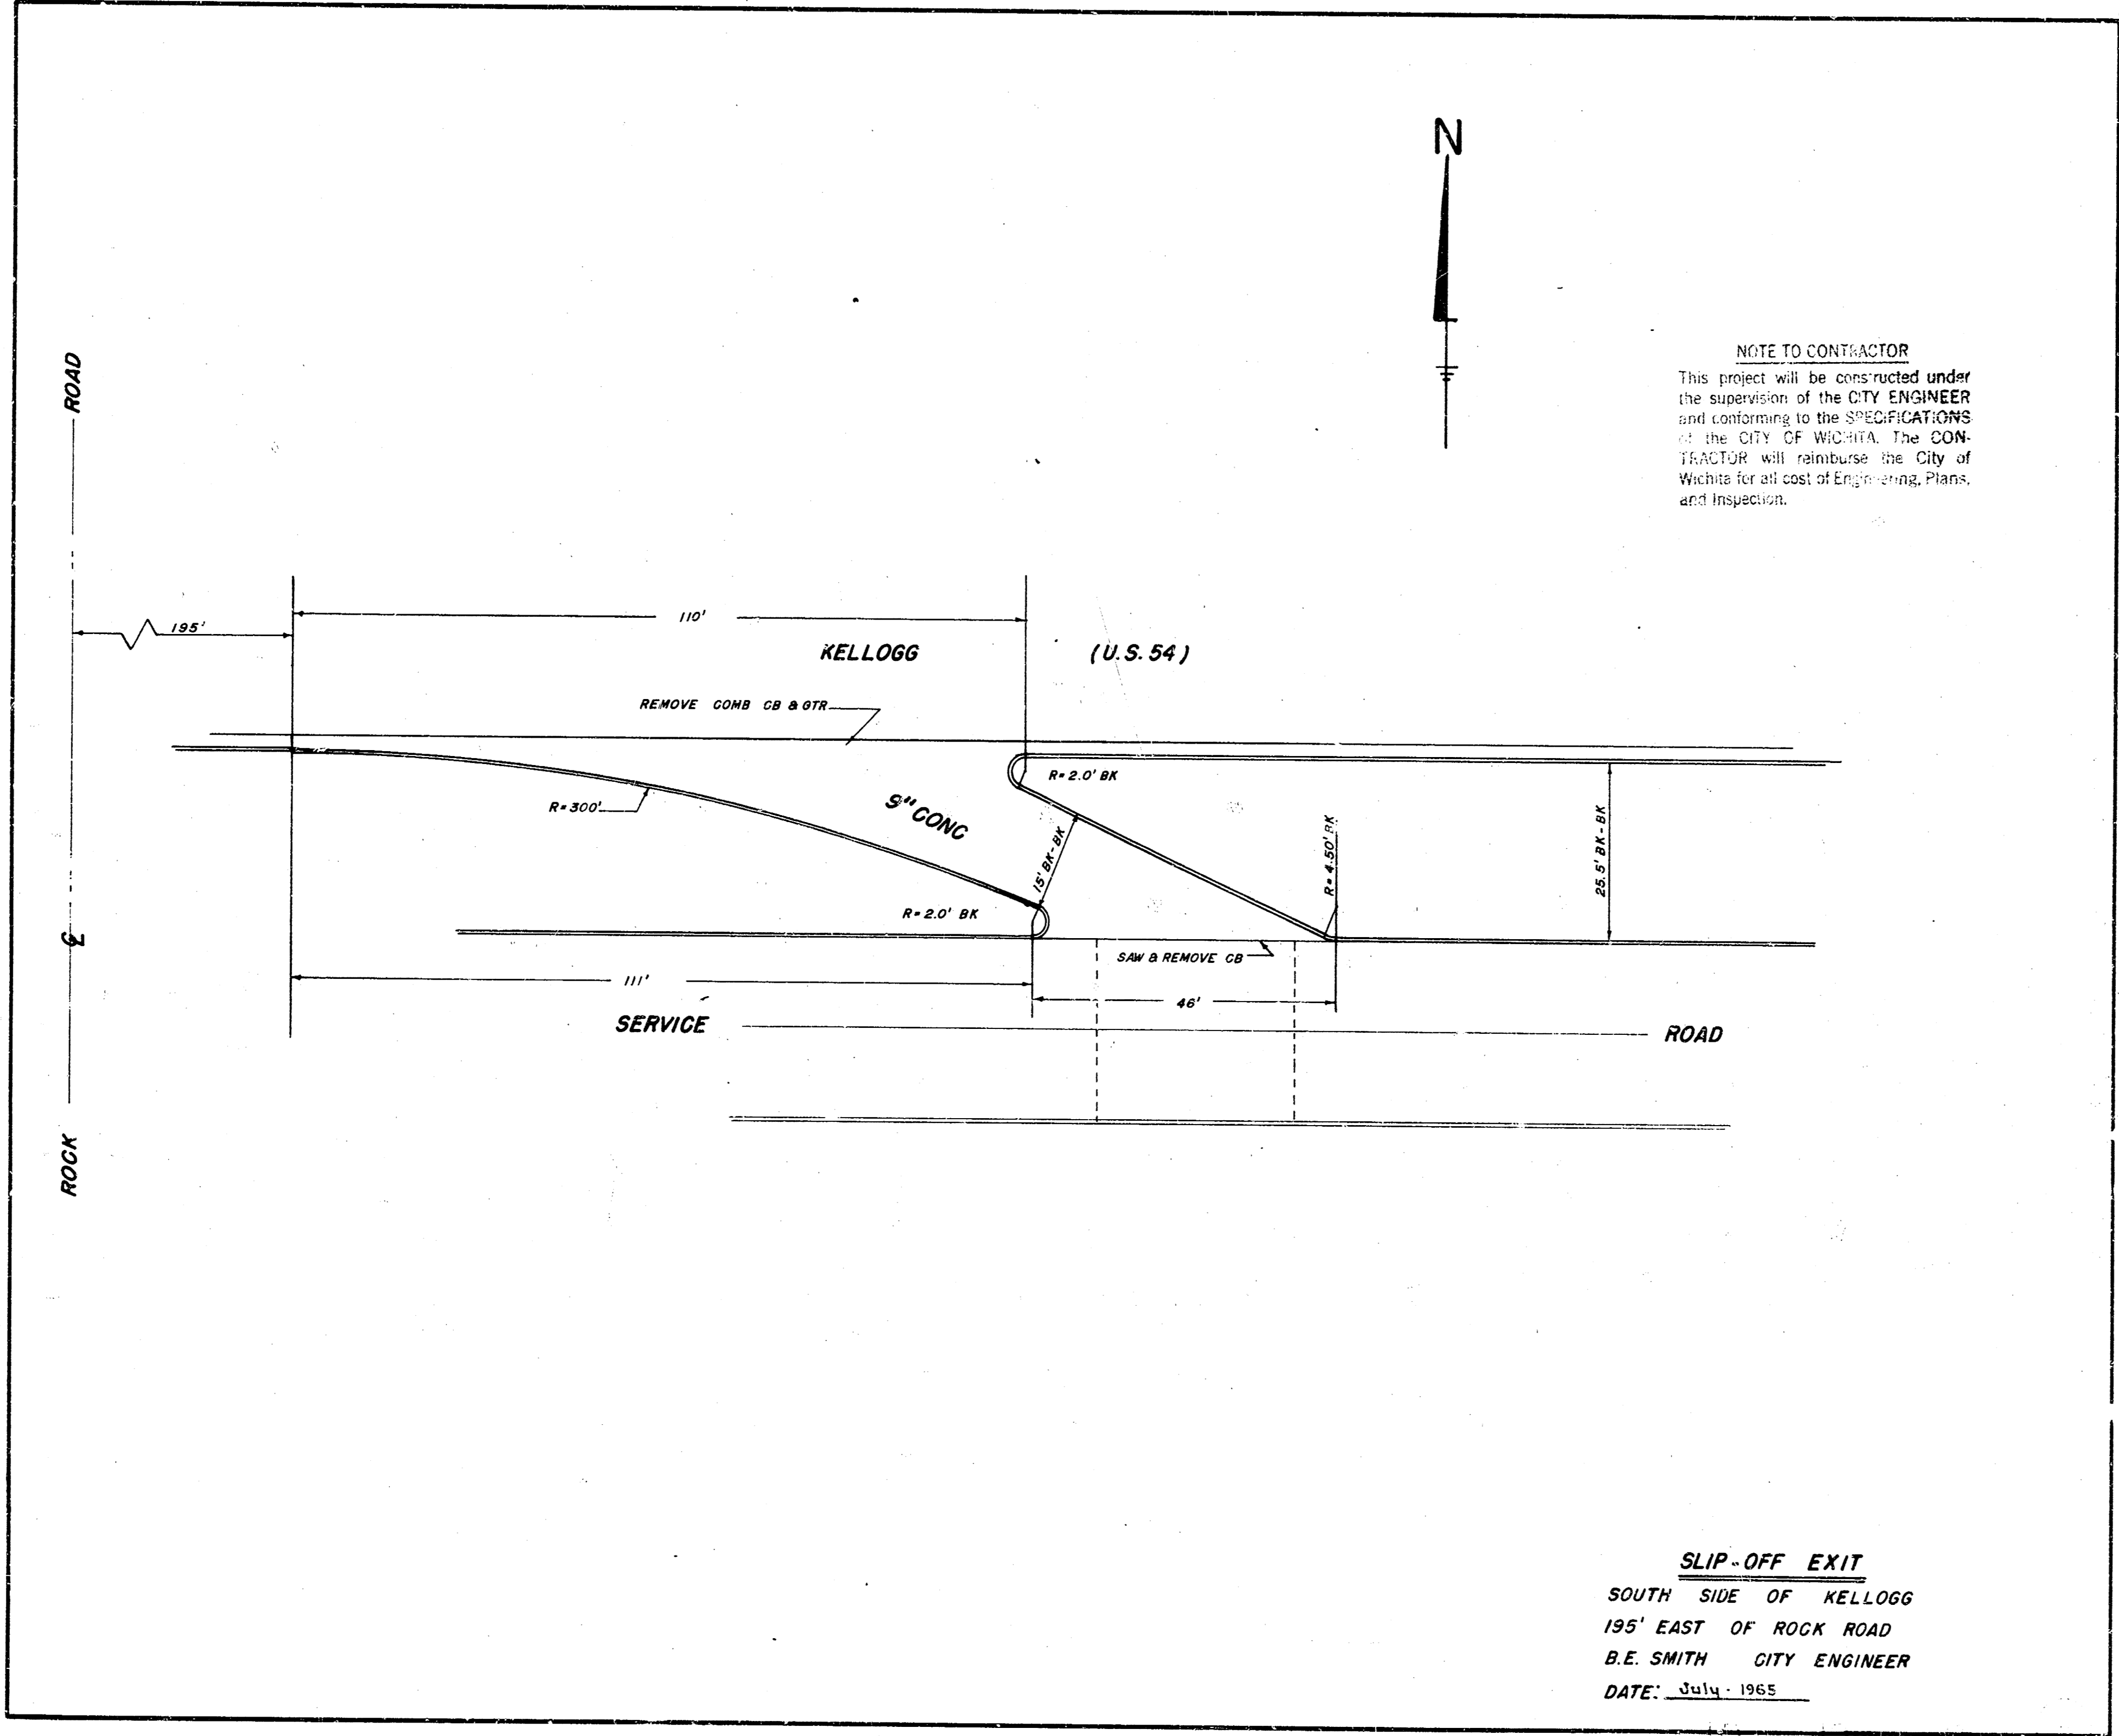 N
NOTE TO CONTRACTOR
This project will be constructed under
the supervision of the CITY ENGINEER
and conforming to the SPECIFICATIONS
of the CITY OF WICHITA. The CON-
TRACTOR will reimburse the City of
Wichita for all cost of Engineering, Plans,
and Inspection.
ROAD
195'
110'
KELLOGG (U.S. 54)
REMOVE COMB CB & GTR
R=2.0' BK
R=300'
9" CONC
15' BK-BK
R=4.50' BK
25.5' BK-BK
R=2.0' BK
℄
SAW & REMOVE CB
111'
46'
SERVICE ROAD
ROCK
SLIP-OFF EXIT
SOUTH SIDE OF KELLOGG
195' EAST OF ROCK ROAD
B.E. SMITH CITY ENGINEER
DATE: July - 1965